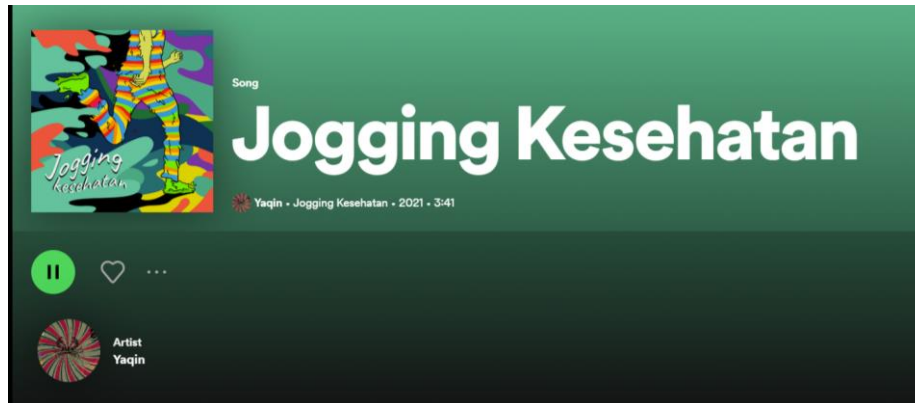 Jogging
kesehatan
Song
Jogging Kesehatan
Yaqin • Jogging Kesehatan • 2021 • 3:41
Artist
Yaqin